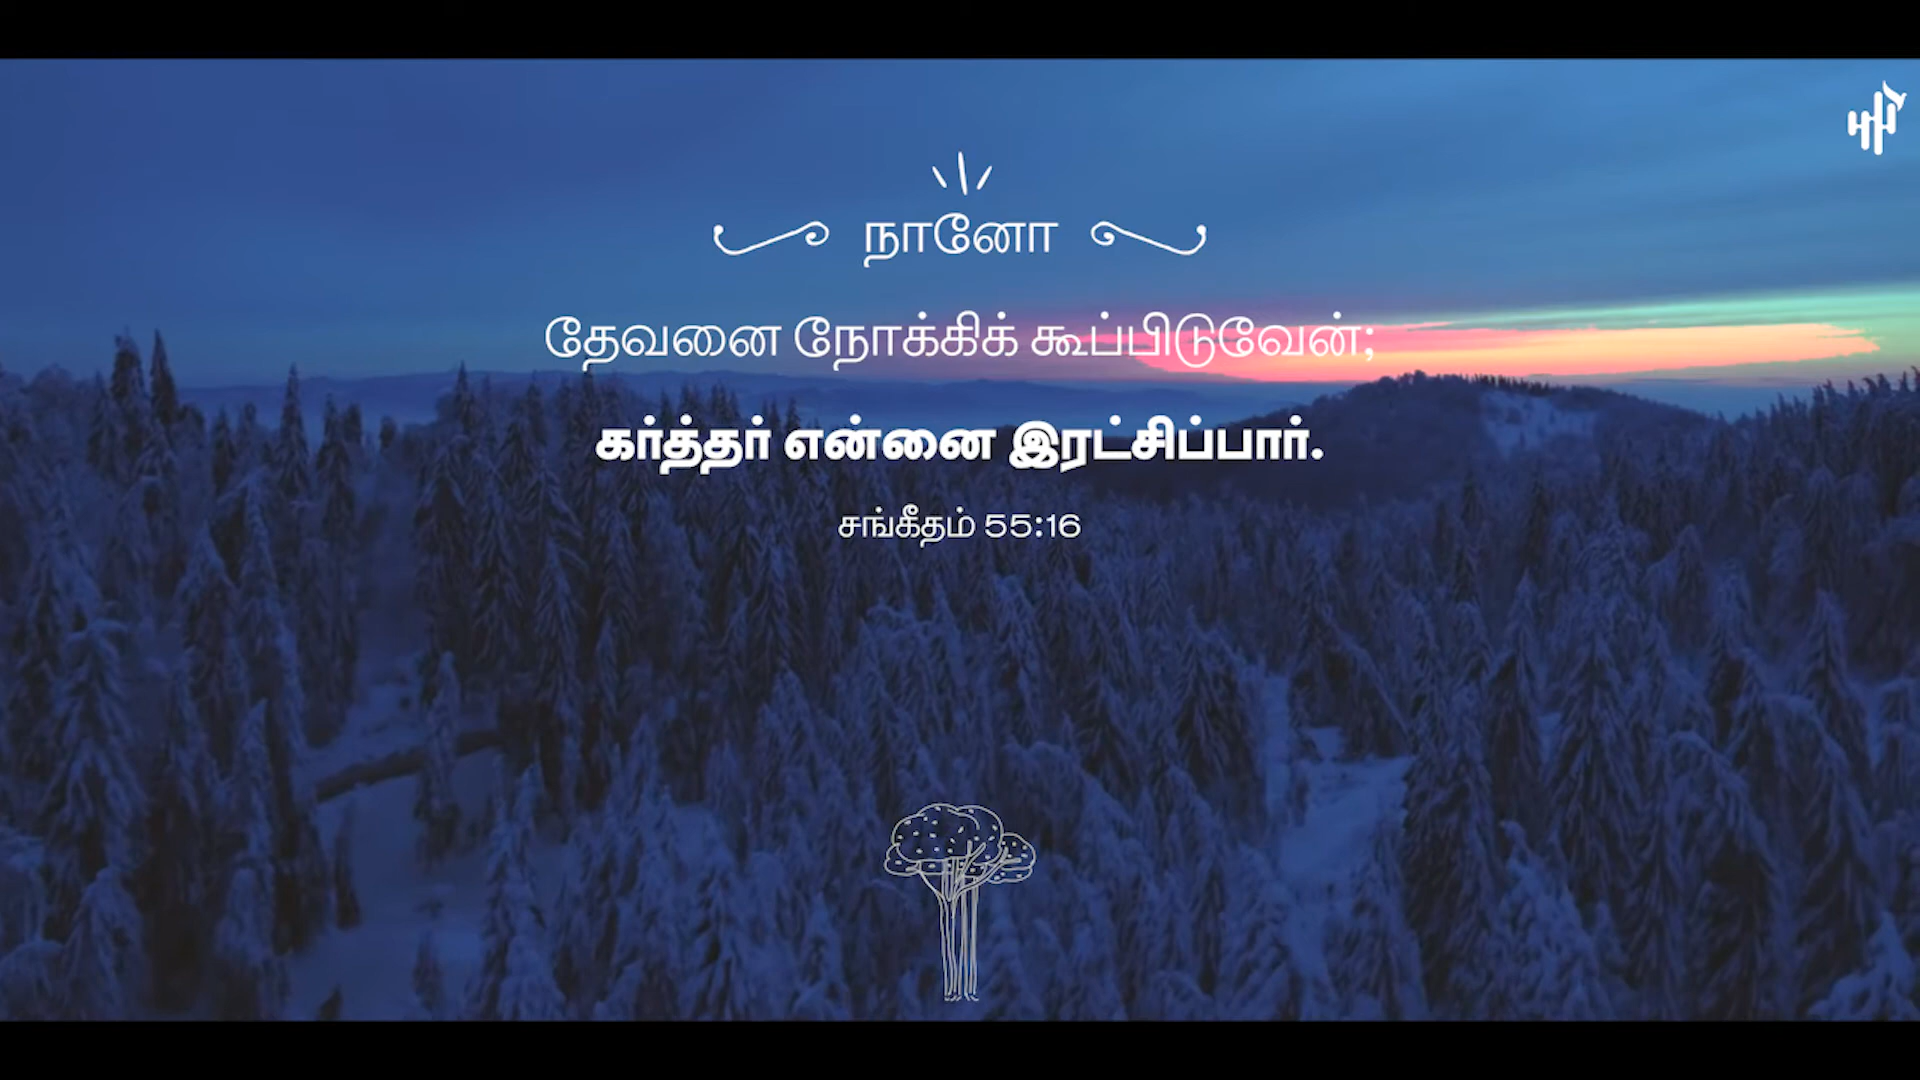 நானோ
தேவனை நோக்கிக் கூப்பிடுவேன்;
கர்த்தர் என்னை இரட்சிப்பார்.
சங்கீதம் 55:16